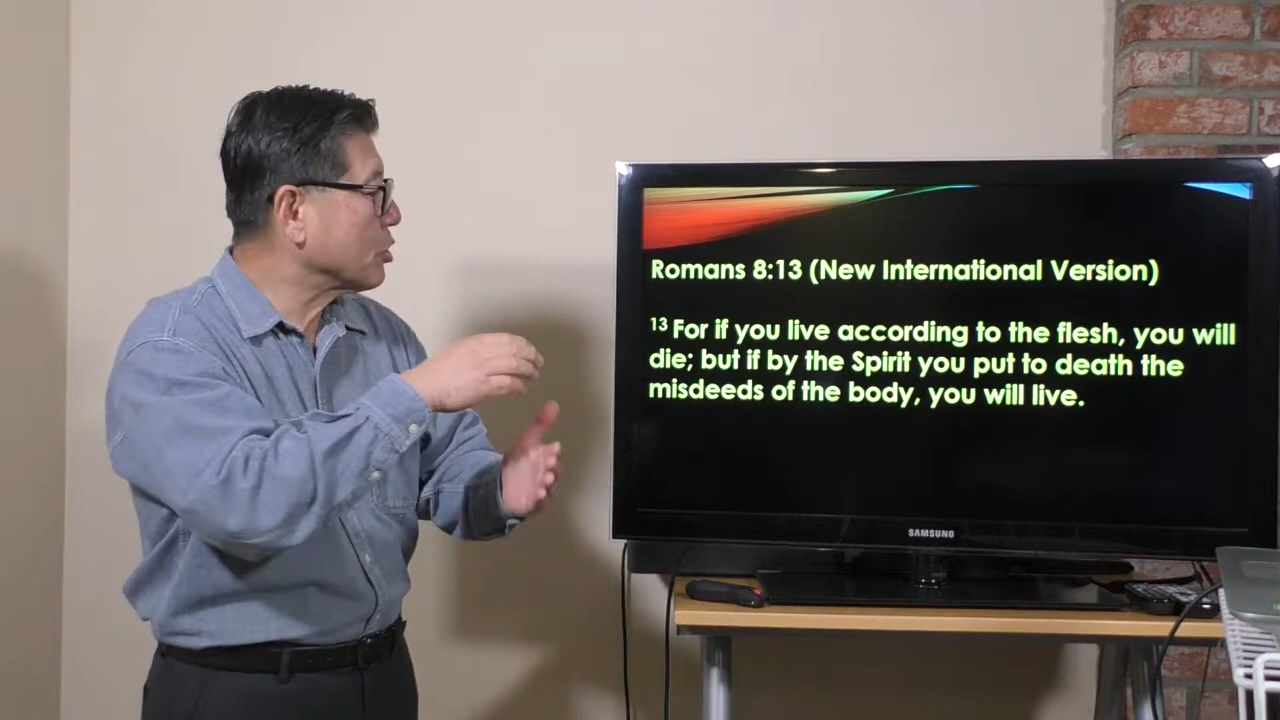 Romans 8:13 (New International Version)
13 For if you live according to the flesh, you will
die; but if by the Spirit you put to death the
misdeeds of the body, you will live.
SAMSUNG